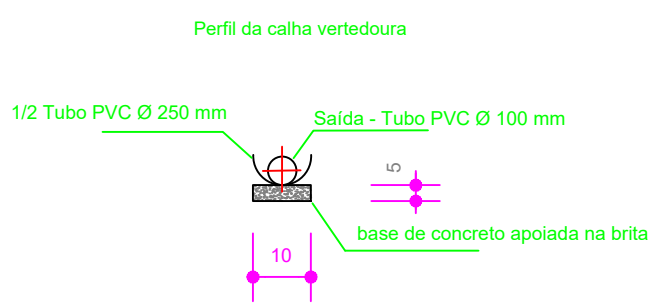 Perfil da calha vertedoura
1/2 Tubo PVC Ø 250 mm
Saída - Tubo PVC Ø 100 mm
5
base de concreto apoiada na brita
10